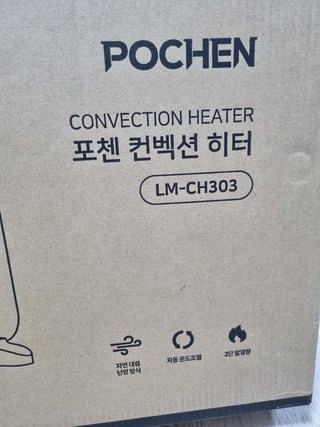 POCHEN
CONVECTION HEATER
포첸 컨벡션 히터
LM-CH303
자연 대류
난방 방식
자동 온도조절
2단 발열량